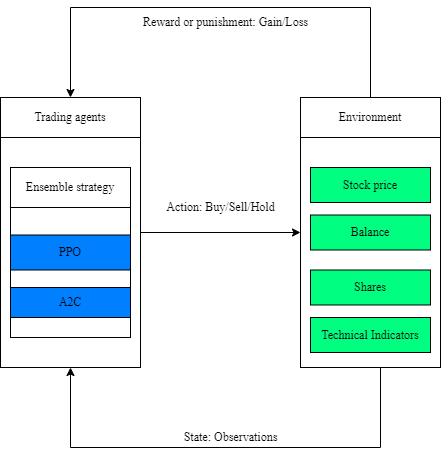 Reward or punishment: Gain/Loss
Trading agents
Environment
Ensemble strategy
Stock price
Action: Buy/Sell/Hold
Balance
PPO
Shares
A2C
Technical Indicators
State: Observations